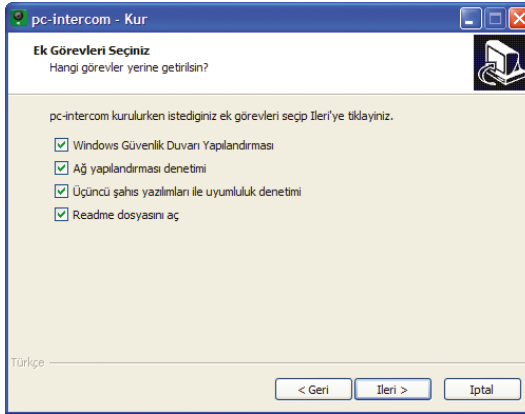 pc-intercom - Kur
Ek Görevleri Seçiniz
Hangi görevler yerine getirilsin?
pc-intercom kurulurken istediginiz ek görevleri seçip Ileri'ye tiklayiniz.
Windows Güvenlik Duvarı Yapılandırması
Ağ yapılandırması denetimi
Üçüncü şahıs yazılımları ile uyumluluk denetimi
Readme dosyasını aç
Türkçe
< Geri
Ileri >
Iptal